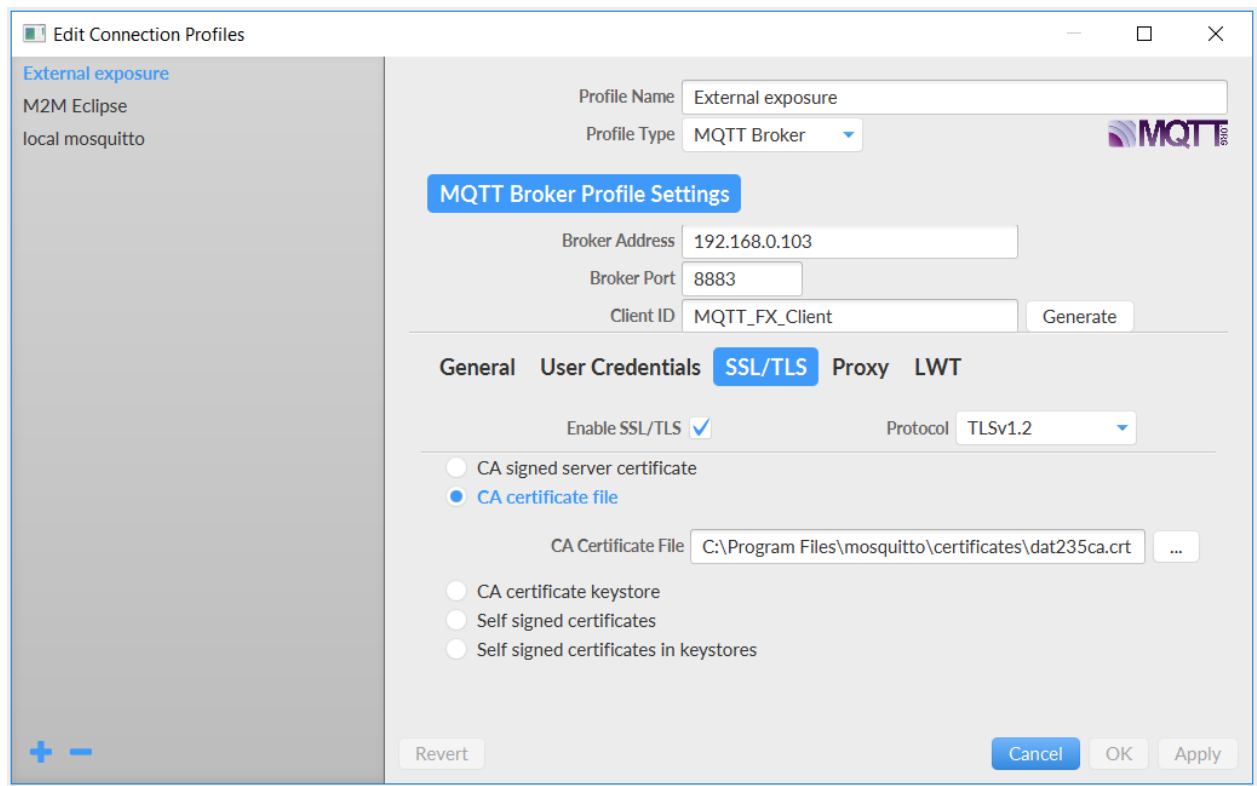 Edit Connection Profiles
External exposure
M2M Eclipse
local mosquitto
Profile Name External exposure
Profile Type MQTT Broker
MQTT.ORG
MQTT Broker Profile Settings
Broker Address 192.168.0.103
Broker Port 8883
Client ID MQTT_FX_Client Generate
General User Credentials SSL/TLS Proxy LWT
Enable SSL/TLS Protocol TLSv1.2
CA signed server certificate
CA certificate file
CA Certificate File C:\Program Files\mosquitto\certificates\dat235ca.crt ...
CA certificate keystore
Self signed certificates
Self signed certificates in keystores
Revert Cancel OK Apply